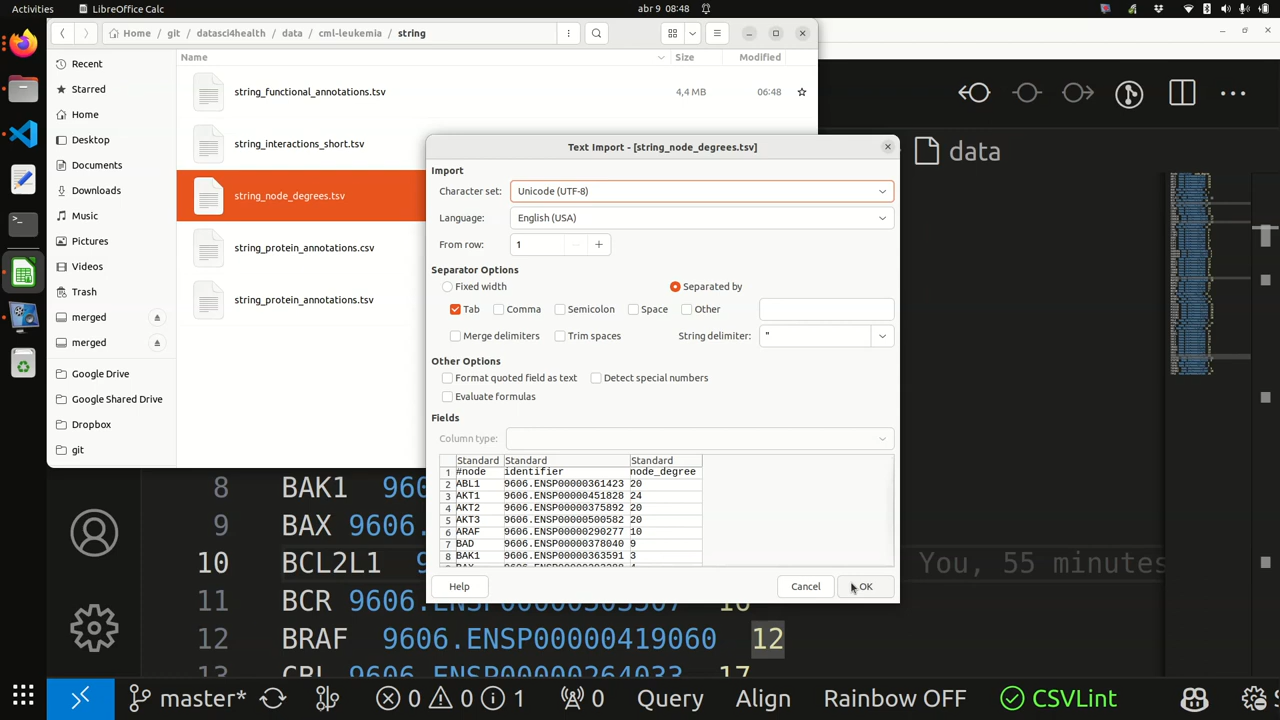 Activities
LibreOffice Calc
abr 9 08:48
Home / git / datasci4health / data / cml-leukemia / string
Recent
Starred
Home
Desktop
Documents
Downloads
Music
Pictures
Videos
Trash
merged
merged
Google Drive
Google Shared Drive
Dropbox
git
Name Size Modified
string_functional_annotations.tsv 4,4 MB 06:48
string_interactions_short.tsv
string_node_degrees.tsv
string_protein_annotations.csv
string_protein_annotations.tsv
data
Text Import - [string_node_degrees.tsv]
Import
Character set: Unicode (UTF-8)
Language: English (USA)
From row: 1
Separator Options
Fixed width Separated by
Tab Comma Semicolon Space Other
delimiters spaces String delimiter: "
Other Options
Format quoted field as text Detect special numbers
Evaluate formulas
Fields
Column type:
Standard Standard Standard
1 #node identifier node_degree
2 ABL1 9606.ENSP00000361423 20
3 AKT1 9606.ENSP00000451828 24
4 AKT2 9606.ENSP00000375892 20
5 AKT3 9606.ENSP00000500582 20
6 ARAF 9606.ENSP00000290277 10
7 BAD 9606.ENSP00000378040 9
8 BAK1 9606.ENSP00000363591 3
Help Cancel OK
8 BAK1 960
9 BAX 9606
10 BCL2L1 You, 55 minutes
11 BCR
12 BRAF 9606.ENSP00000419060 12
13 CBL 9606.ENSP00000264033 17
master* 0 0 1 0 Query Align Rainbow OFF CSVLint